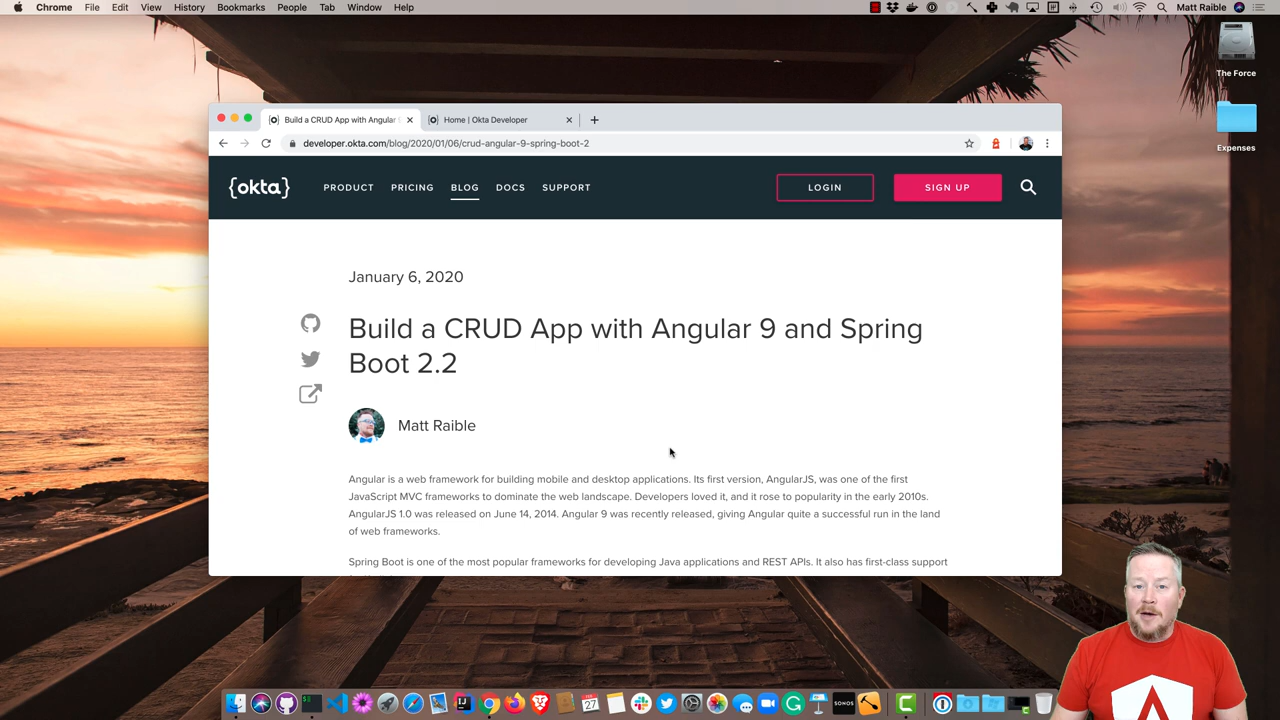 Chrome File Edit View History Bookmarks People Tab Window Help
Matt Raible
The Force
Expenses
Build a CRUD App with Angular 9
Home | Okta Developer
developer.okta.com/blog/2020/01/06/crud-angular-9-spring-boot-2
{okta}
PRODUCT PRICING BLOG DOCS SUPPORT
LOGIN
SIGN UP
January 6, 2020
Build a CRUD App with Angular 9 and Spring
Boot 2.2
Matt Raible
Angular is a web framework for building mobile and desktop applications. Its first version, AngularJS, was one of the first
JavaScript MVC frameworks to dominate the web landscape. Developers loved it, and it rose to popularity in the early 2010s.
AngularJS 1.0 was released on June 14, 2014. Angular 9 was recently released, giving Angular quite a successful run in the land
of web frameworks.
Spring Boot is one of the most popular frameworks for developing Java applications and REST APIs. It also has first-class support
27
SONOS